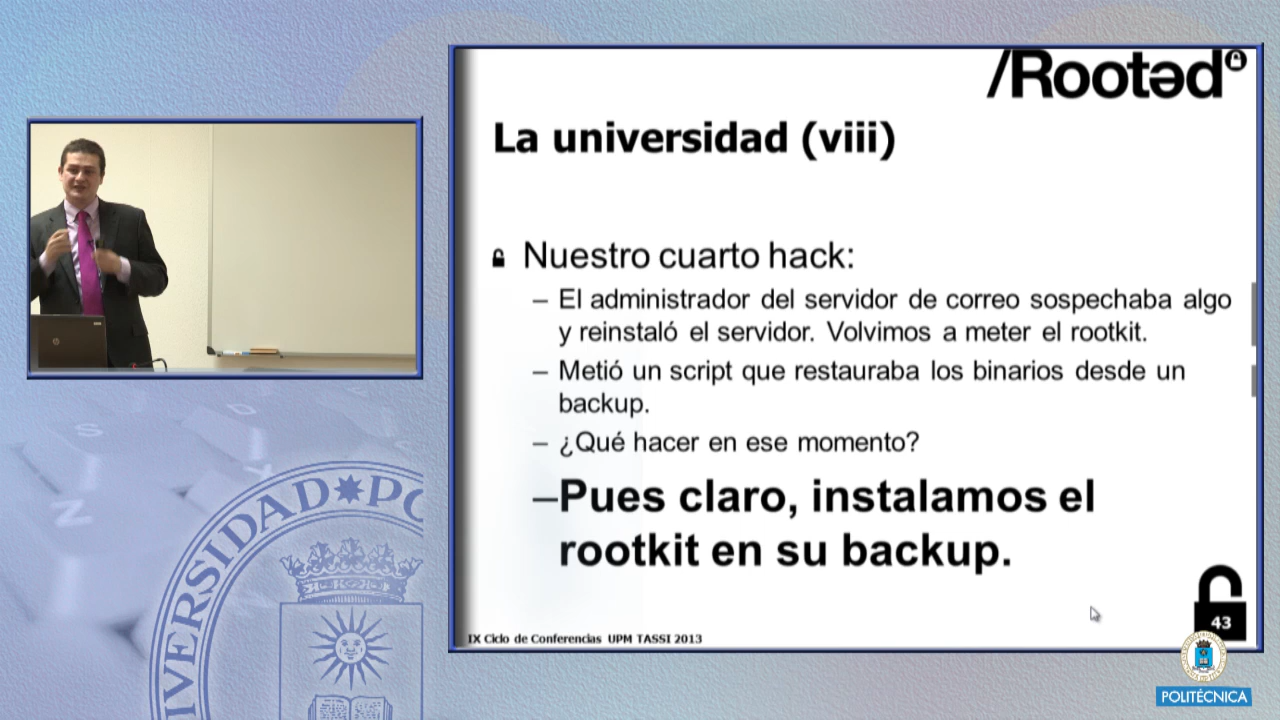 /Rootəd
La universidad (viii)
Nuestro cuarto hack:
– El administrador del servidor de correo sospechaba algo
y reinstaló el servidor. Volvimos a meter el rootkit.
– Metió un script que restauraba los binarios desde un
backup.
– ¿Qué hacer en ese momento?
–Pues claro, instalamos el
rootkit en su backup.
43
IX Ciclo de Conferencias UPM TASSI 2013
POLITÉCNICA
UNIVERSIDAD
hp